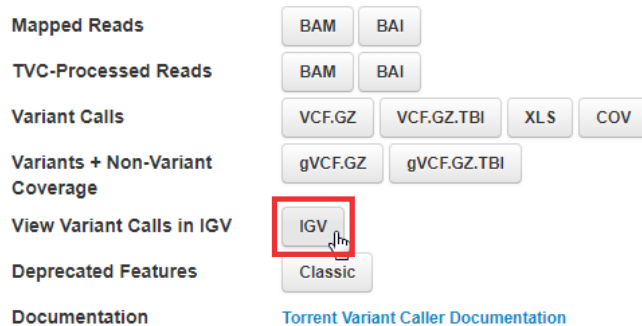 Mapped Reads BAM BAI
TVC-Processed Reads BAM BAI
Variant Calls VCF.GZ VCF.GZ.TBI XLS COV
Variants + Non-Variant
Coverage gVCF.GZ gVCF.GZ.TBI
View Variant Calls in IGV IGV
Deprecated Features Classic
Documentation Torrent Variant Caller Documentation